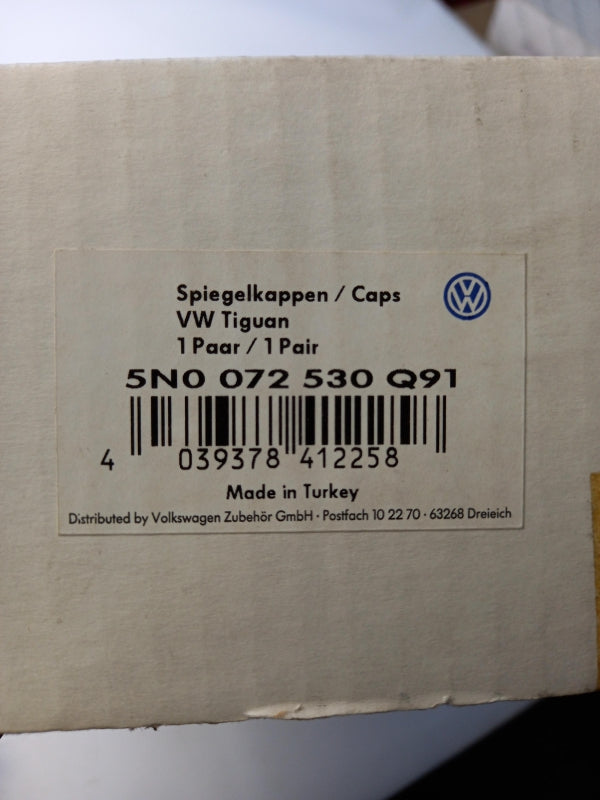 Spiegelkappen / Caps
VW
VW Tiguan
1 Paar / 1 Pair
5N0 072 530 Q91
4 039378 412258
Made in Turkey
Distributed by Volkswagen Zubehör GmbH · Postfach 10 22 70 · 63268 Dreieich